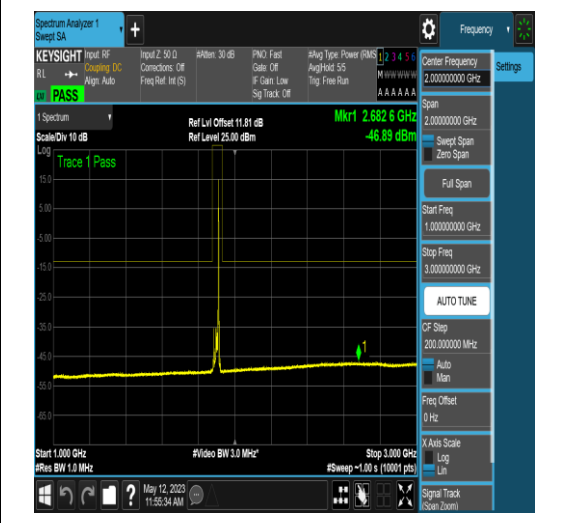 Spectrum Analyzer 1
Swept SA
+
Frequency
KEYSIGHT Input: RF
RL
Coupling: DC
Align: Auto
Input Z: 50 Ω
Corrections: Off
Freq Ref: Int (S)
#Atten: 30 dB
PNO: Fast
Gate: Off
IF Gain: Low
Sig Track: Off
#Avg Type: Power (RMS)
Avg|Hold: 5/5
Trig: Free Run
1 2 3 4 5 6
M W W W W W
A A A A A A
PASS
1 Spectrum
Scale/Div 10 dB
Ref Lvl Offset 11.81 dB
Ref Level 25.00 dBm
Mkr1 2.682 6 GHz
-46.89 dBm
Log
Trace 1 Pass
15.0
5.00
-5.00
-15.0
-25.0
-35.0
-45.0
-55.0
-65.0
1
Start 1.000 GHz
#Res BW 1.0 MHz
#Video BW 3.0 MHz*
Stop 3.000 GHz
#Sweep ~1.00 s (10001 pts)
Center Frequency
2.000000000 GHz
Settings
Span
2.00000000 GHz
Swept Span
Zero Span
Full Span
Start Freq
1.000000000 GHz
Stop Freq
3.000000000 GHz
AUTO TUNE
CF Step
200.000000 MHz
Auto
Man
Freq Offset
0 Hz
X Axis Scale
Log
Lin
Signal Track
(Span Zoom)
?
May 12, 2023
11:55:34 AM